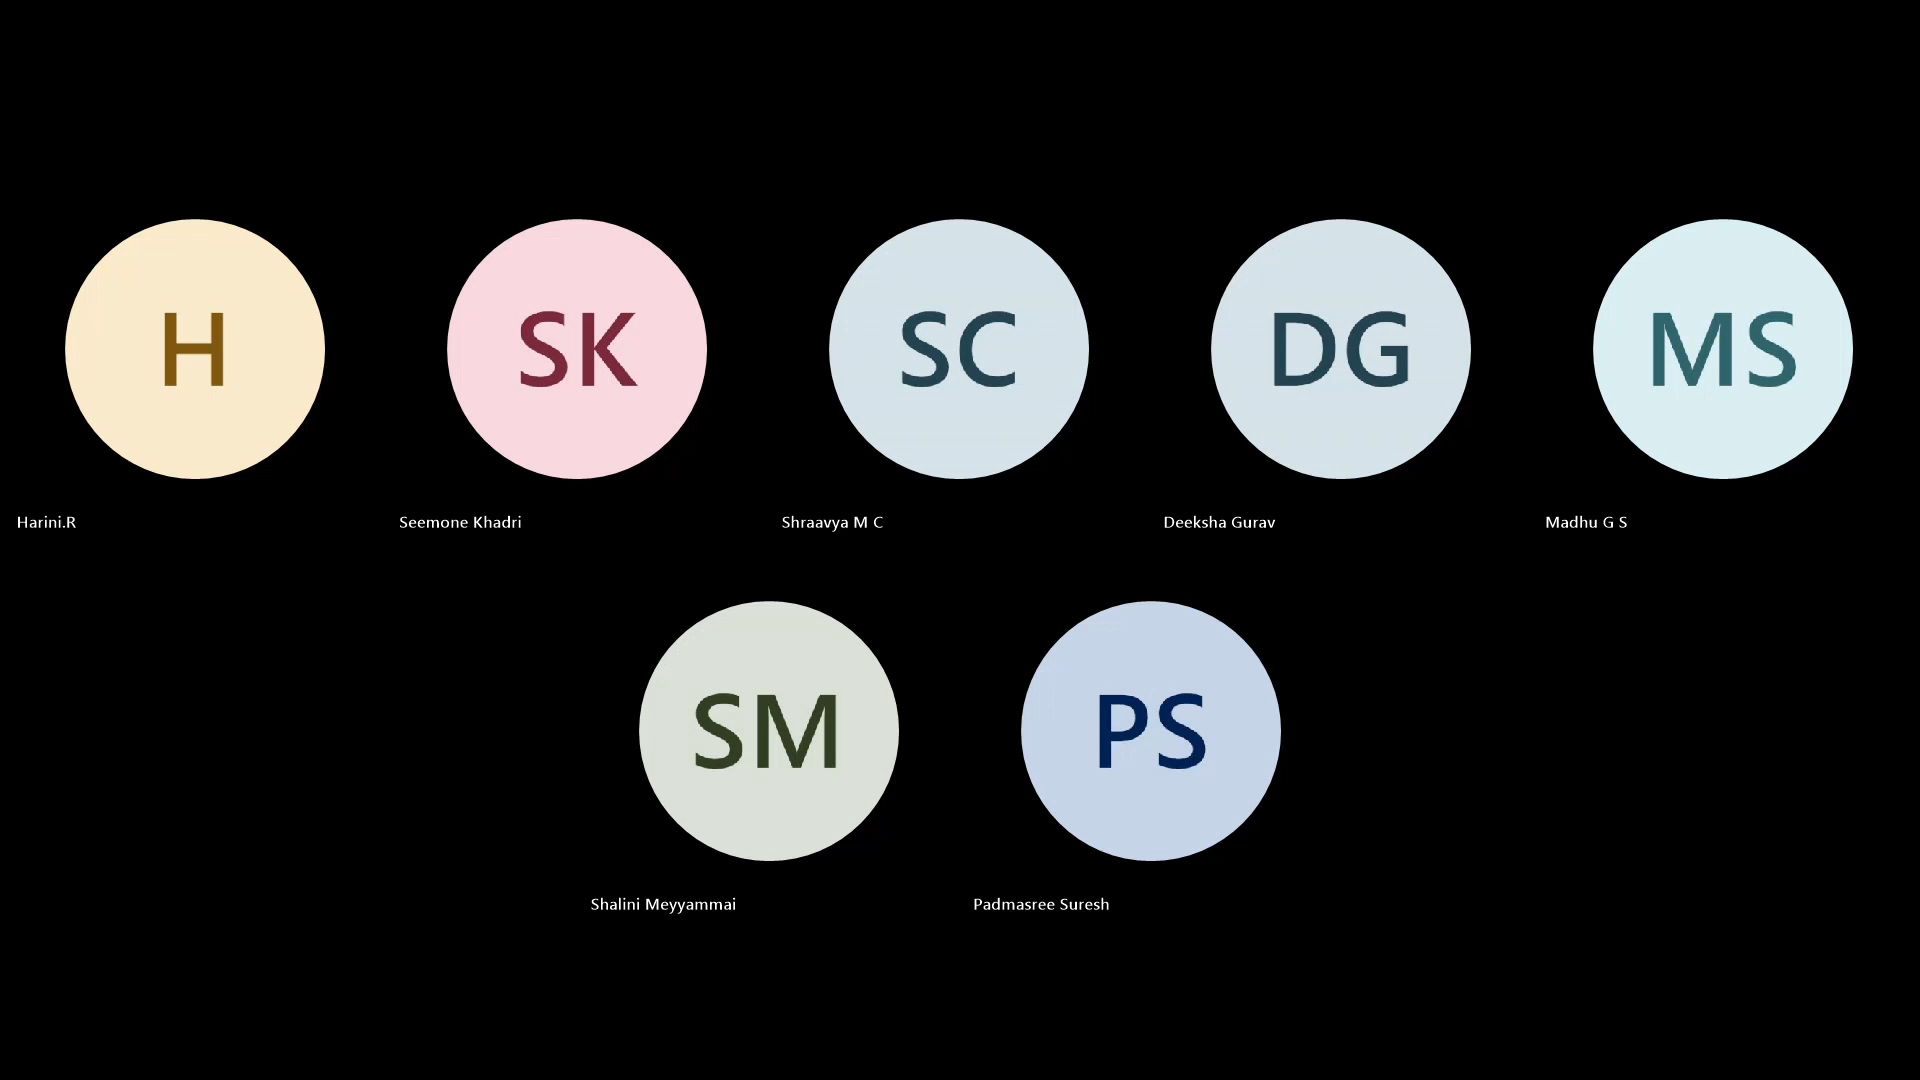 H
SK
SC
DG
MS
Harini.R
Seemone Khadri
Shraavya M C
Deeksha Gurav
Madhu G S
SM
PS
Shalini Meyyammai
Padmasree Suresh